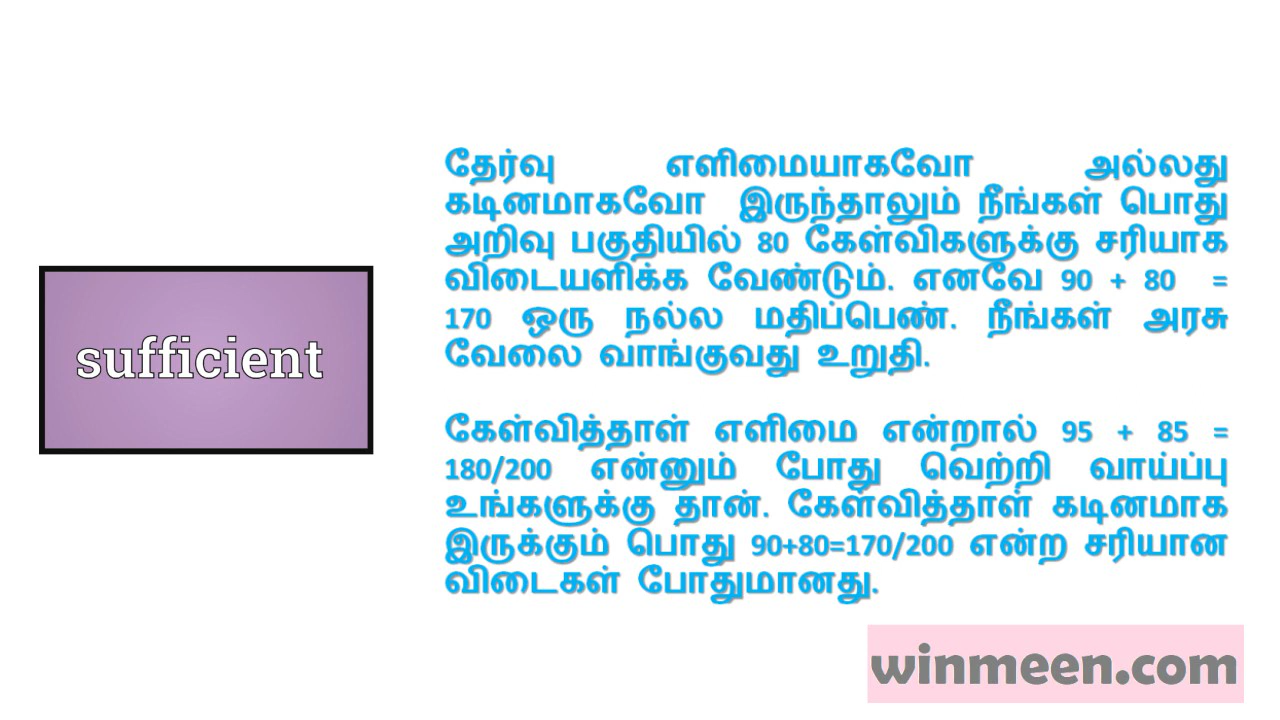 sufficient
தேர்வு எளிமையாகவோ அல்லது
கடினமாகவோ இருந்தாலும் நீங்கள் பொது
அறிவு பகுதியில் 80 கேள்விகளுக்கு சரியாக
விடையளிக்க வேண்டும். எனவே 90 + 80 =
170 ஒரு நல்ல மதிப்பெண். நீங்கள் அரசு
வேலை வாங்குவது உறுதி.
கேள்வித்தாள் எளிமை என்றால் 95 + 85 =
180/200 என்னும் போது வெற்றி வாய்ப்பு
உங்களுக்கு தான். கேள்வித்தாள் கடினமாக
இருக்கும் பொது 90+80=170/200 என்ற சரியான
விடைகள் போதுமானது.
winmeen.com